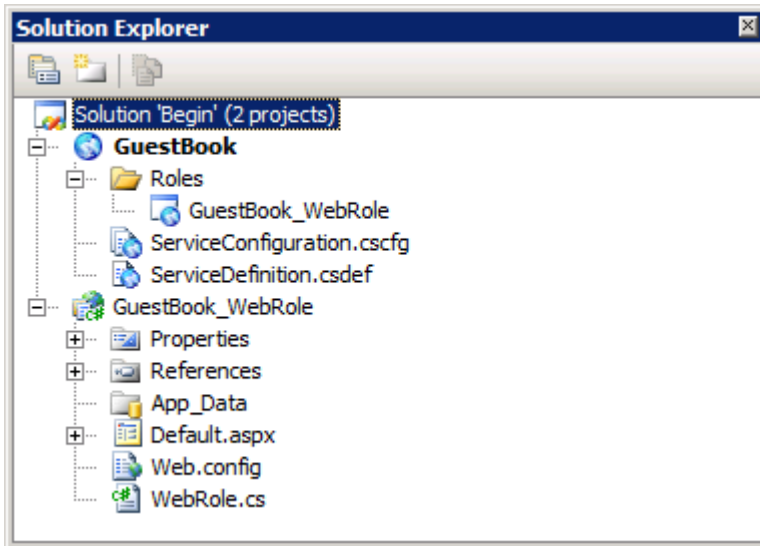 Solution Explorer
Solution 'Begin' (2 projects)
GuestBook
Roles
GuestBook_WebRole
ServiceConfiguration.cscfg
ServiceDefinition.csdef
GuestBook_WebRole
Properties
References
App_Data
Default.aspx
Web.config
WebRole.cs